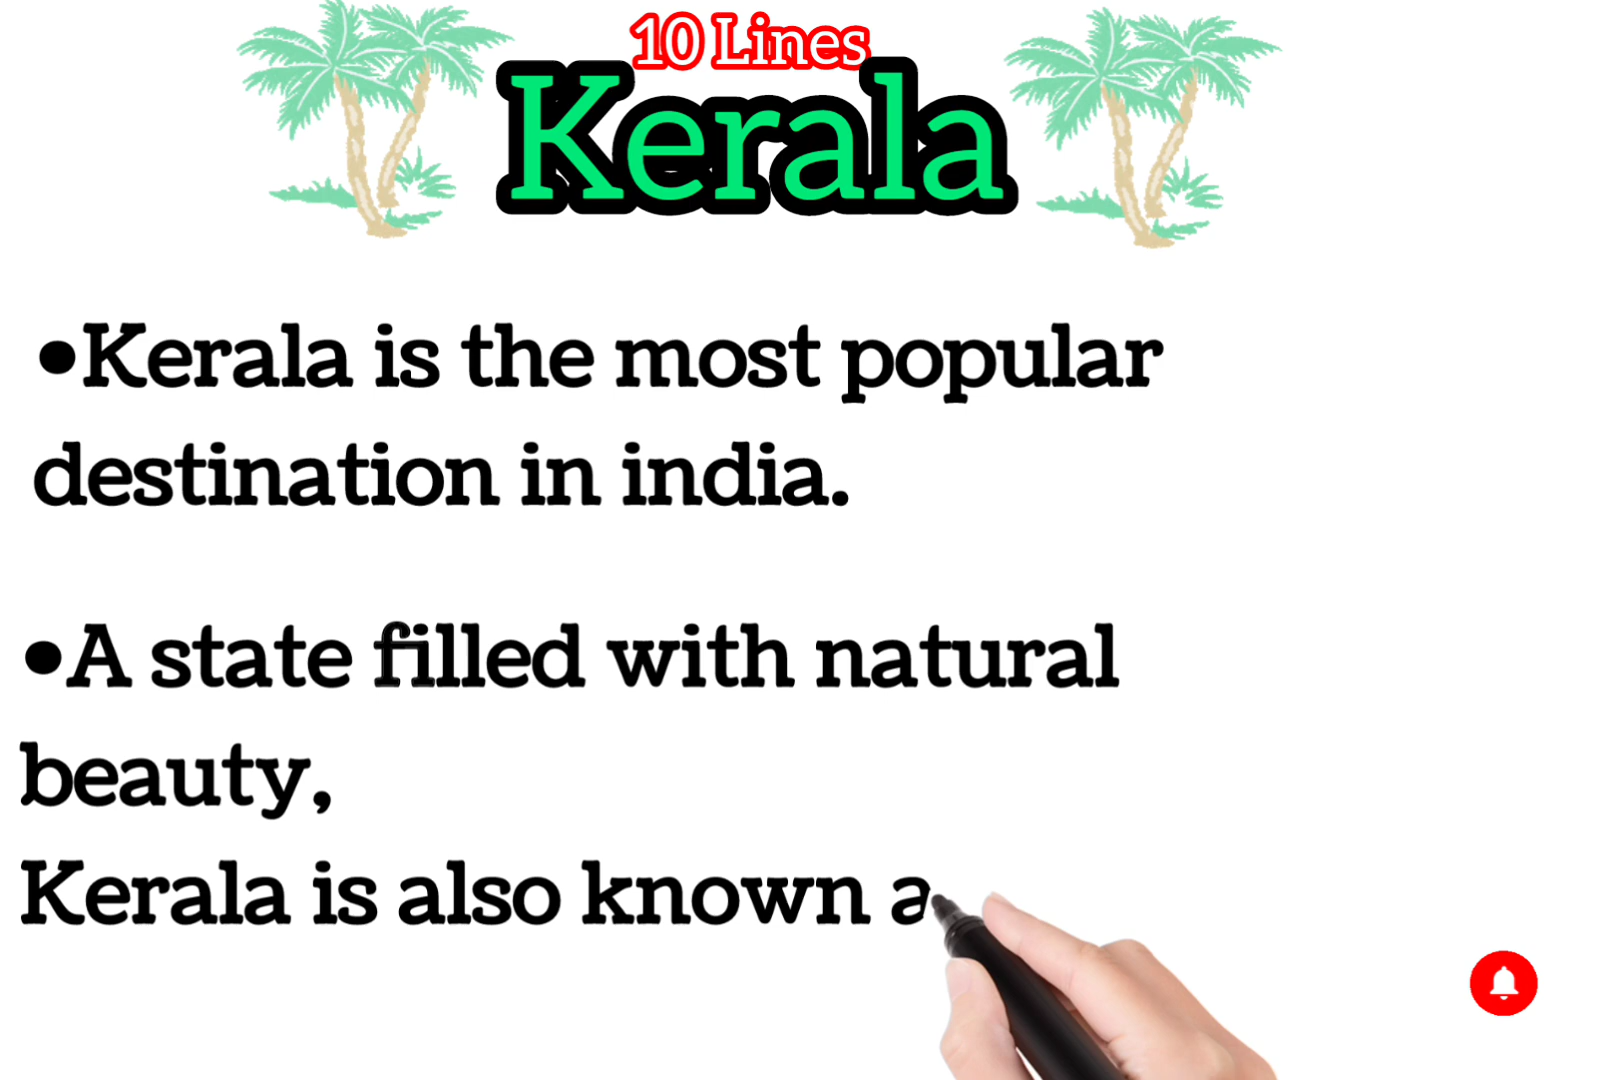 10 Lines
Kerala
•Kerala is the most popular
destination in india.
•A state filled with natural
beauty,
Kerala is also known a